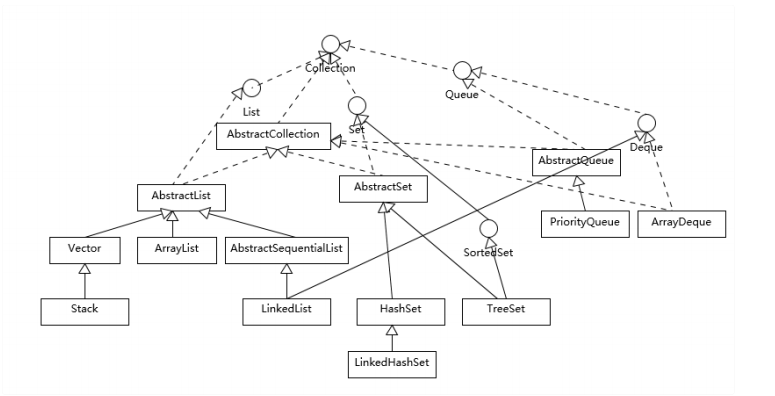 Collection
Queue
List
Set
AbstractCollection
Deque
AbstractQueue
AbstractList
AbstractSet
PriorityQueue
ArrayDeque
Vector
ArrayList
AbstractSequentialList
SortedSet
Stack
LinkedList
HashSet
TreeSet
LinkedHashSet